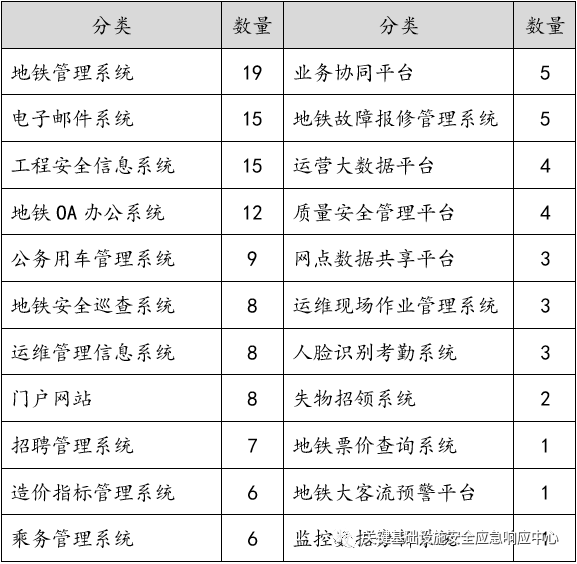 分类 数量 分类 数量
地铁管理系统 19 业务协同平台 5
电子邮件系统 15 地铁故障报修管理系统 5
工程安全信息系统 15 运营大数据平台 4
地铁OA办公系统 12 质量安全管理平台 4
公务用车管理系统 9 网点数据共享平台 3
地铁安全巡查系统 8 运维现场作业管理系统 3
运维管理信息系统 8 人脸识别考勤系统 3
门户网站 8 失物招领系统 2
招聘管理系统 7 地铁票价查询系统 1
造价指标管理系统 6 地铁大客流预警平台 1
乘务管理系统 6 监控
关键基础设施安全应急响应中心